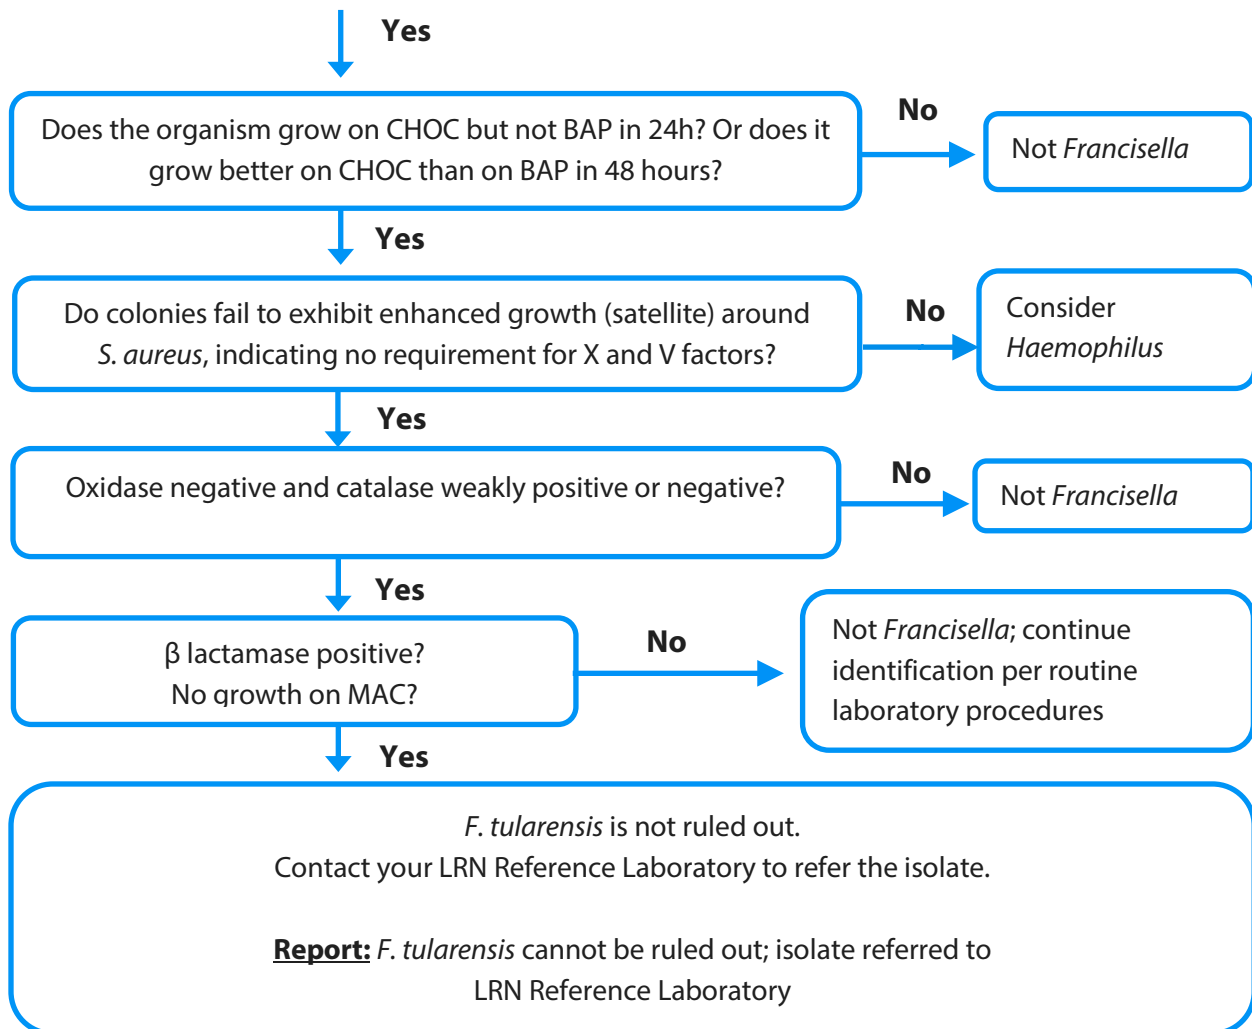 Yes
Does the organism grow on CHOC but not BAP in 24h? Or does it
grow better on CHOC than on BAP in 48 hours?
No
Not Francisella
Yes
Do colonies fail to exhibit enhanced growth (satellite) around
S. aureus, indicating no requirement for X and V factors?
No
Consider
Haemophilus
Yes
Oxidase negative and catalase weakly positive or negative?
No
Not Francisella
Yes
β lactamase positive?
No growth on MAC?
No
Not Francisella; continue
identification per routine
laboratory procedures
Yes
F. tularensis is not ruled out.
Contact your LRN Reference Laboratory to refer the isolate.
Report: F. tularensis cannot be ruled out; isolate referred to
LRN Reference Laboratory